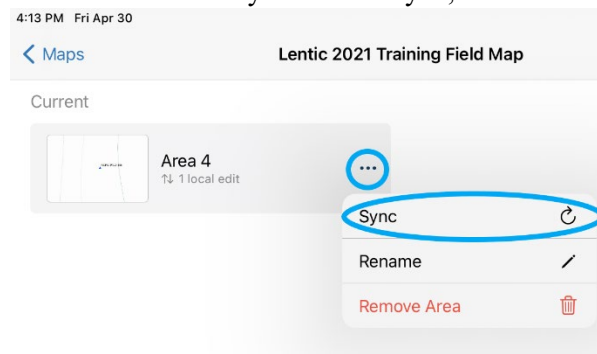 4:13 PM Fri Apr 30
Maps
Lentic 2021 Training Field Map
Current
Area 4
1 local edit
Sync
Rename
Remove Area